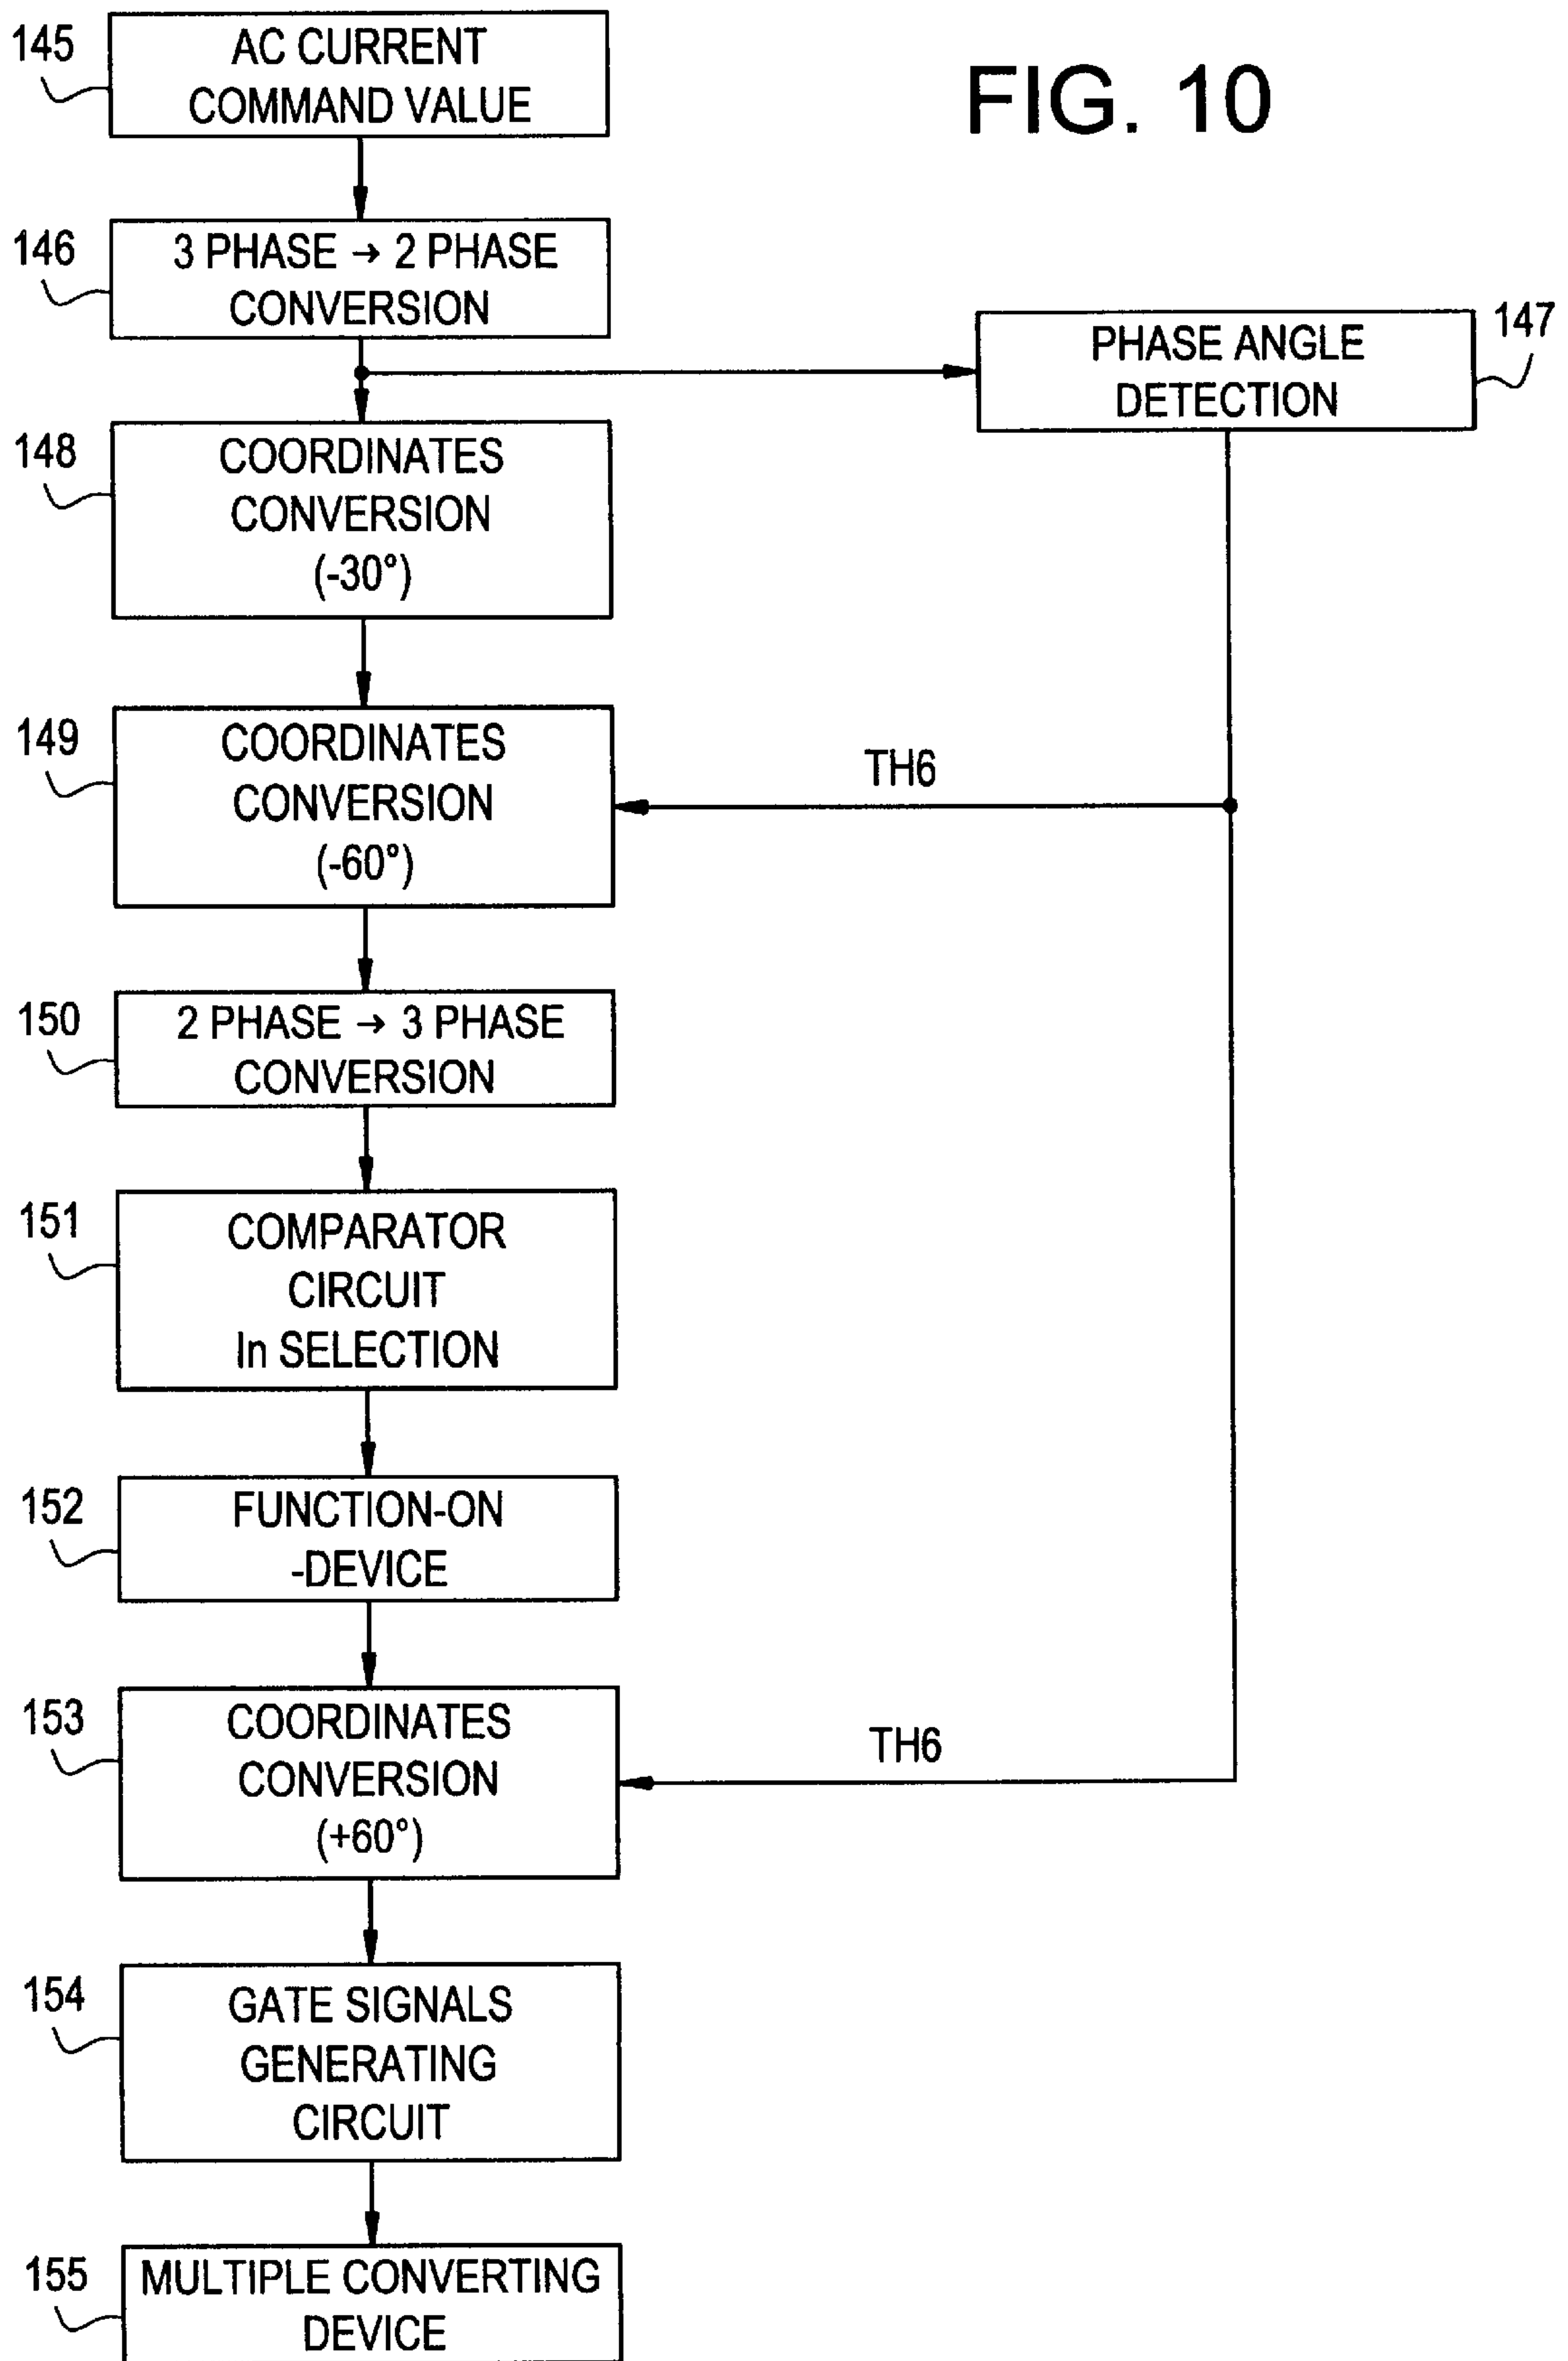 FIG. 10
145
AC CURRENT
COMMAND VALUE
146
3 PHASE → 2 PHASE
CONVERSION
147
PHASE ANGLE
DETECTION
148
COORDINATES
CONVERSION
(-30°)
149
COORDINATES
CONVERSION
(-60°)
TH6
150
2 PHASE → 3 PHASE
CONVERSION
151
COMPARATOR
CIRCUIT
In SELECTION
152
FUNCTION-ON
-DEVICE
153
COORDINATES
CONVERSION
(+60°)
TH6
154
GATE SIGNALS
GENERATING
CIRCUIT
155
MULTIPLE CONVERTING
DEVICE